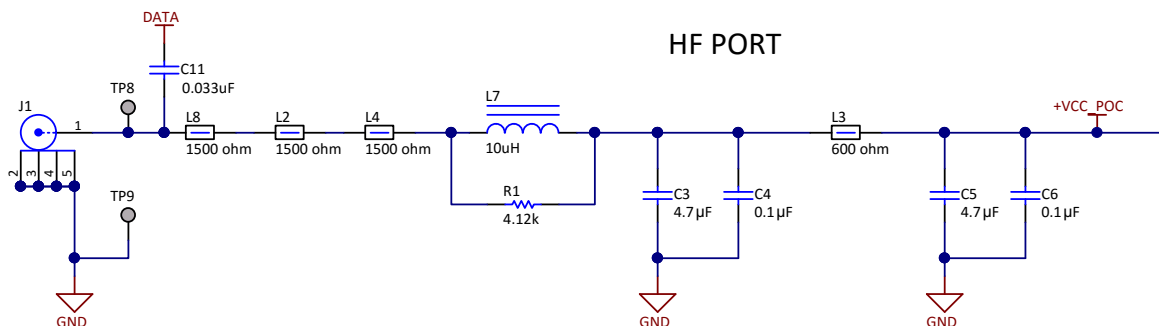 HF PORT
DATA
C11
0.033uF
TP8
J1
1
2
3
4
5
TP9
GND
L8
1500 ohm
L2
1500 ohm
L4
1500 ohm
L7
10uH
R1
4.12k
C3
4.7µF
C4
0.1µF
GND
L3
600 ohm
C5
4.7µF
C6
0.1µF
GND
+VCC_POC